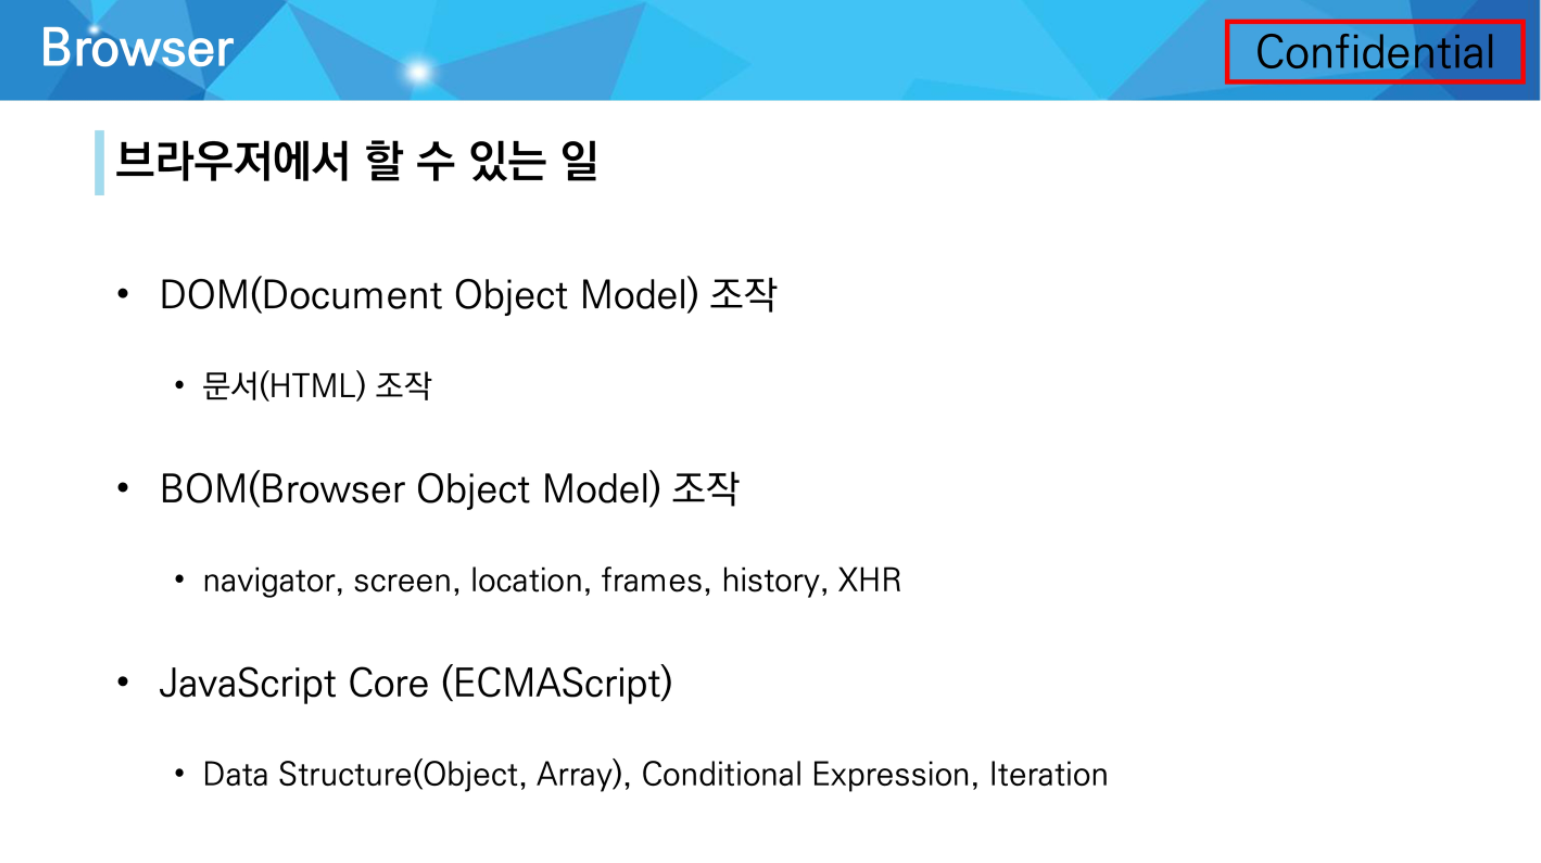 Browser
Confidential
브라우저에서 할 수 있는 일
• DOM(Document Object Model) 조작
• 문서(HTML) 조작
• BOM(Browser Object Model) 조작
• navigator, screen, location, frames, history, XHR
• JavaScript Core (ECMAScript)
• Data Structure(Object, Array), Conditional Expression, Iteration